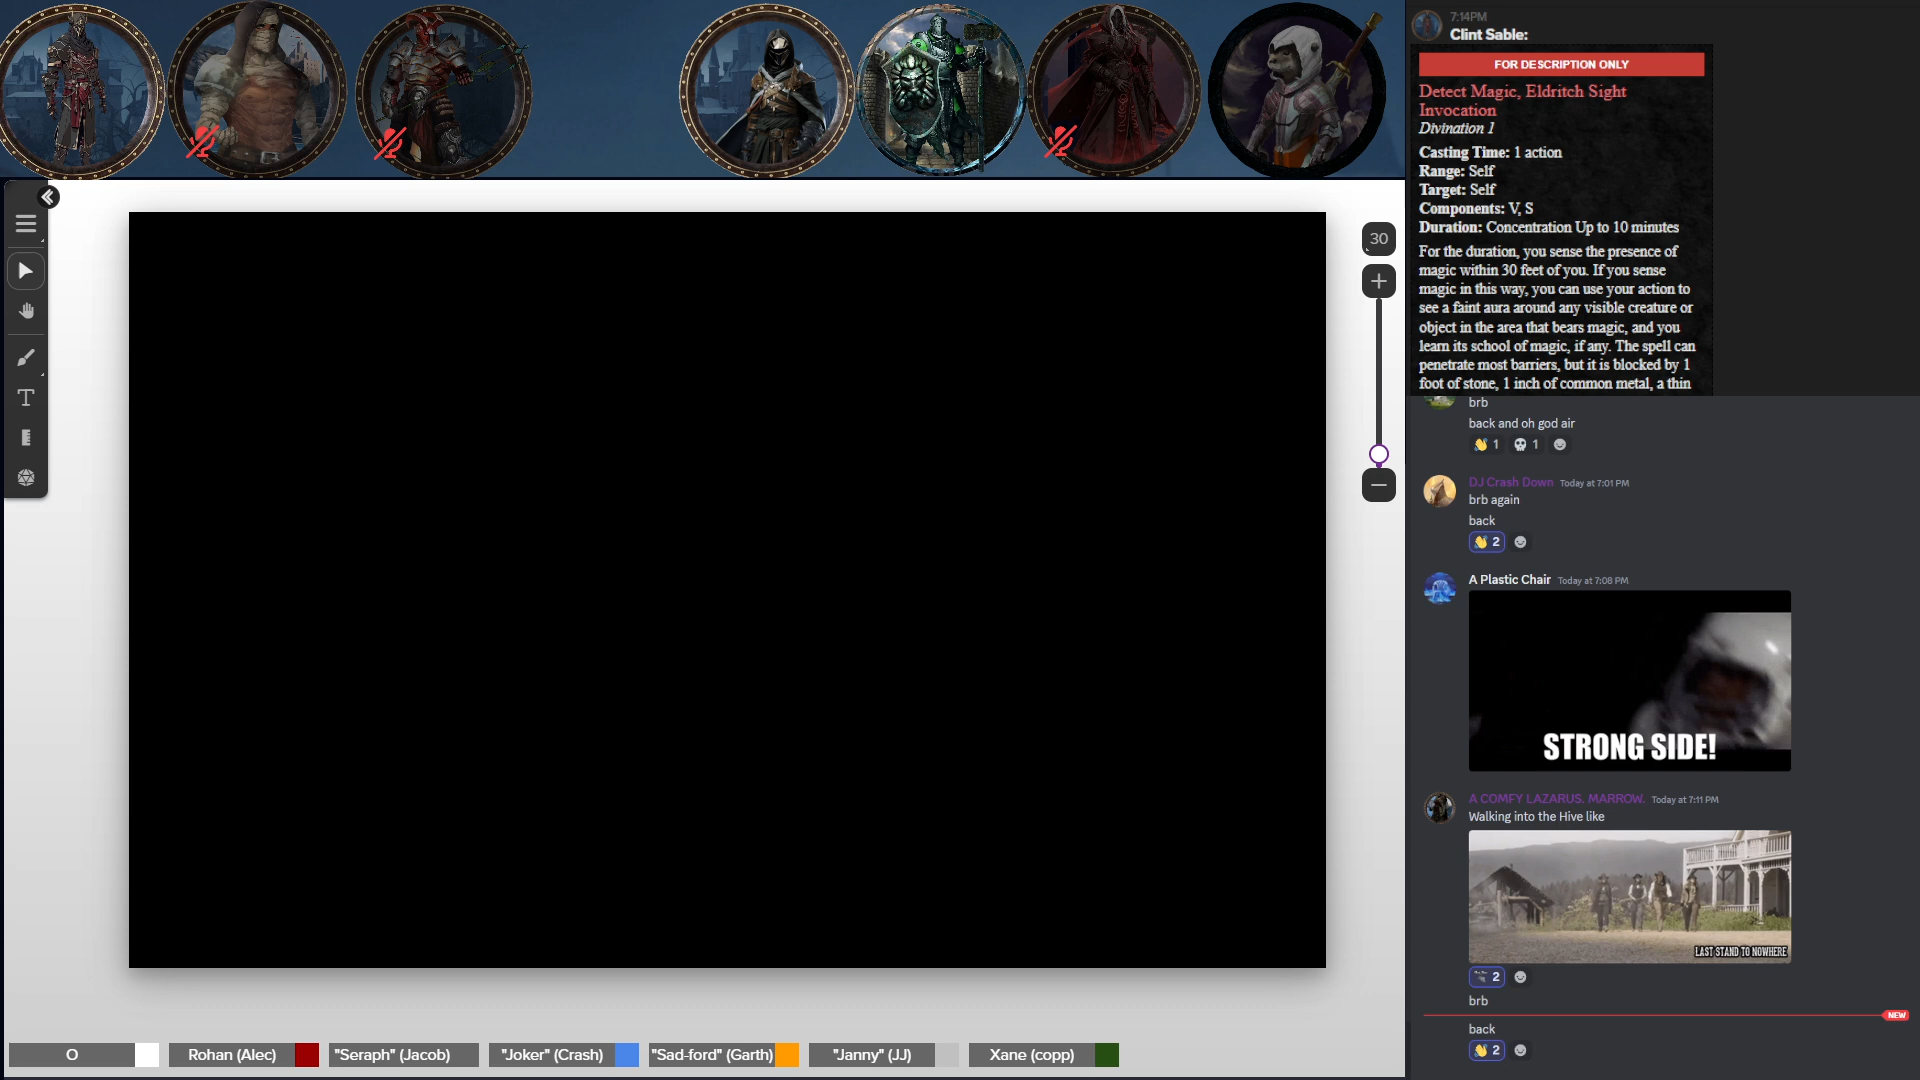 7:14PM
Clint Sable:
FOR DESCRIPTION ONLY
Detect Magic, Eldritch Sight
Invocation
Divination 1
Casting Time: 1 action
Range: Self
Target: Self
Components: V, S
Duration: Concentration Up to 10 minutes
For the duration, you sense the presence of
magic within 30 feet of you. If you sense
magic in this way, you can use your action to
see a faint aura around any visible creature or
object in the area that bears magic, and you
learn its school of magic, if any. The spell can
penetrate most barriers, but it is blocked by 1
foot of stone, 1 inch of common metal, a thin
30
brb
back and oh god air
1 1
DJ Crash Down Today at 7:01 PM
brb again
back
2
A Plastic Chair Today at 7:08 PM
STRONG SIDE!
A COMFY LAZARUS. MARROW. Today at 7:11 PM
Walking into the Hive like
LAST STAND TO NOWHERE
2
brb
NEW
back
2
O
Rohan (Alec)
"Seraph" (Jacob)
"Joker" (Crash)
"Sad-ford" (Garth)
"Janny" (JJ)
Xane (copp)